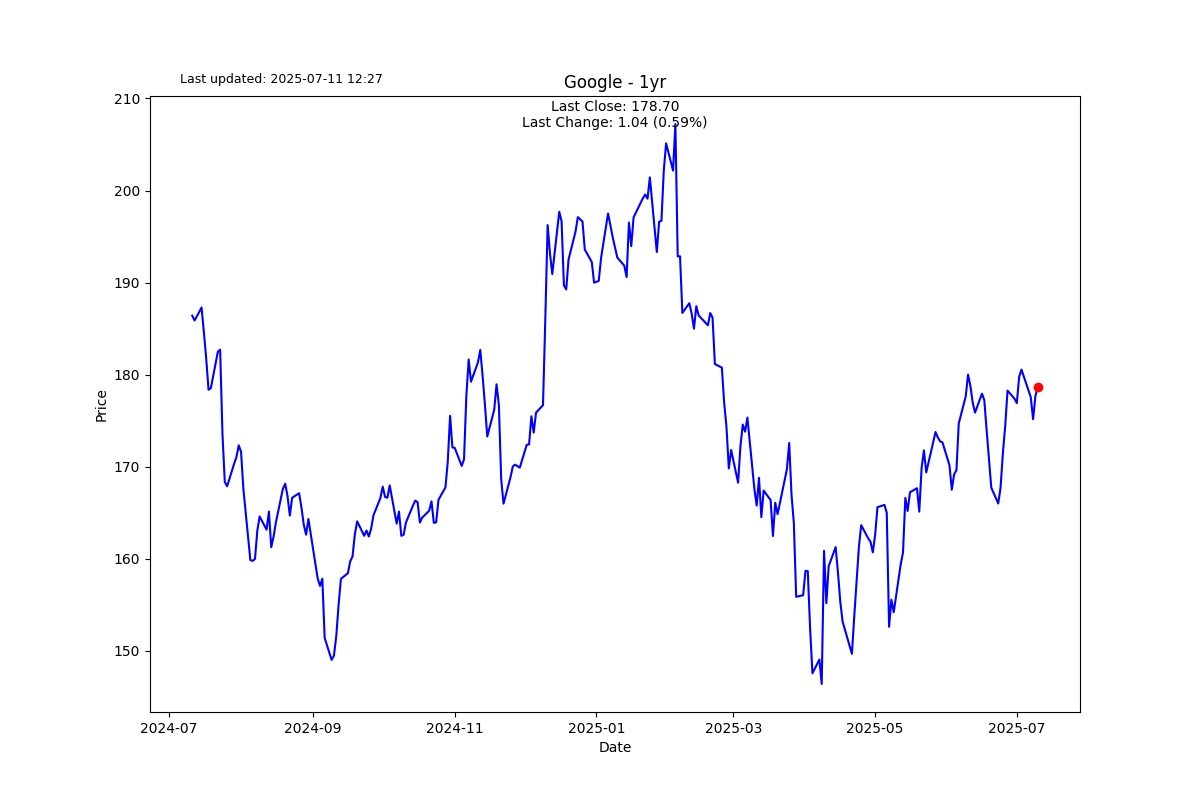 Last updated: 2025-07-11 12:27
Google - 1yr
Last Close: 178.70
Last Change: 1.04 (0.59%)
210
200
190
180
170
160
150
Price
2024-07
2024-09
2024-11
2025-01
2025-03
2025-05
2025-07
Date